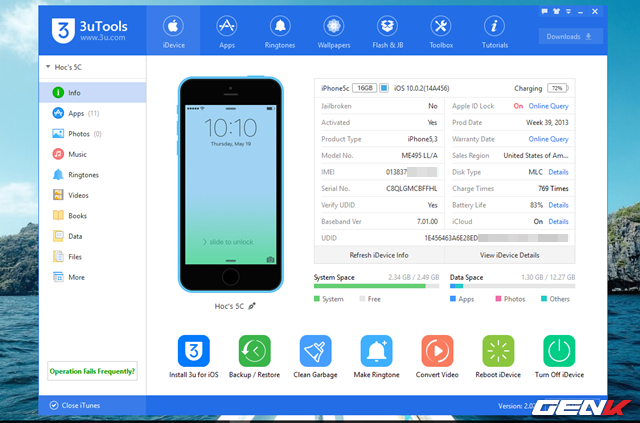 3uTools
www.3u.com
iDevice
Apps
Ringtones
Wallpapers
Flash & JB
Toolbox
Tutorials
Downloads
Hoc's 5C
Info
Apps (11)
Photos (0)
Music
Ringtones
Videos
Books
Data
Files
More
Operation Fails Frequently?
Close iTunes
10:10
Thursday, May 19
slide to unlock
Hoc's 5C
iPhone5c 16GB iOS 10.0.2(14A456) Charging 72%
Jailbroken No Apple ID Lock On Online Query
Activated Yes Prod Date Week 39, 2013
Product Type iPhone5,3 Warranty Date Online Query
Model No. ME495 LL/A Sales Region United States of Am...
IMEI 013837 Disk Type MLC Details
Serial No. C8QLGMCBFFHL Charge Times 769 Times
Verify UDID Yes Battery Life 83% Details
Baseband Ver 7.01.00 iCloud On Details
UDID 1E456463A6E28ED
Refresh iDevice Info View iDevice Details
System Space 2.34 GB / 2.49 GB Data Space 1.30 GB / 12.27 GB
System Free Apps Photos Others
Install 3u for iOS
Backup / Restore
Clean Garbage
Make Ringtone
Convert Video
Reboot iDevice
Turn Off iDevice
Version: 2.0
GENK